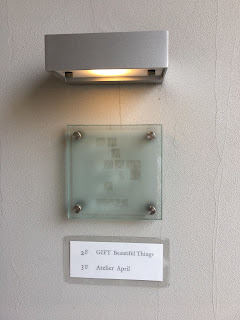 2F GIFT Beautiful Things
3F Atelier April